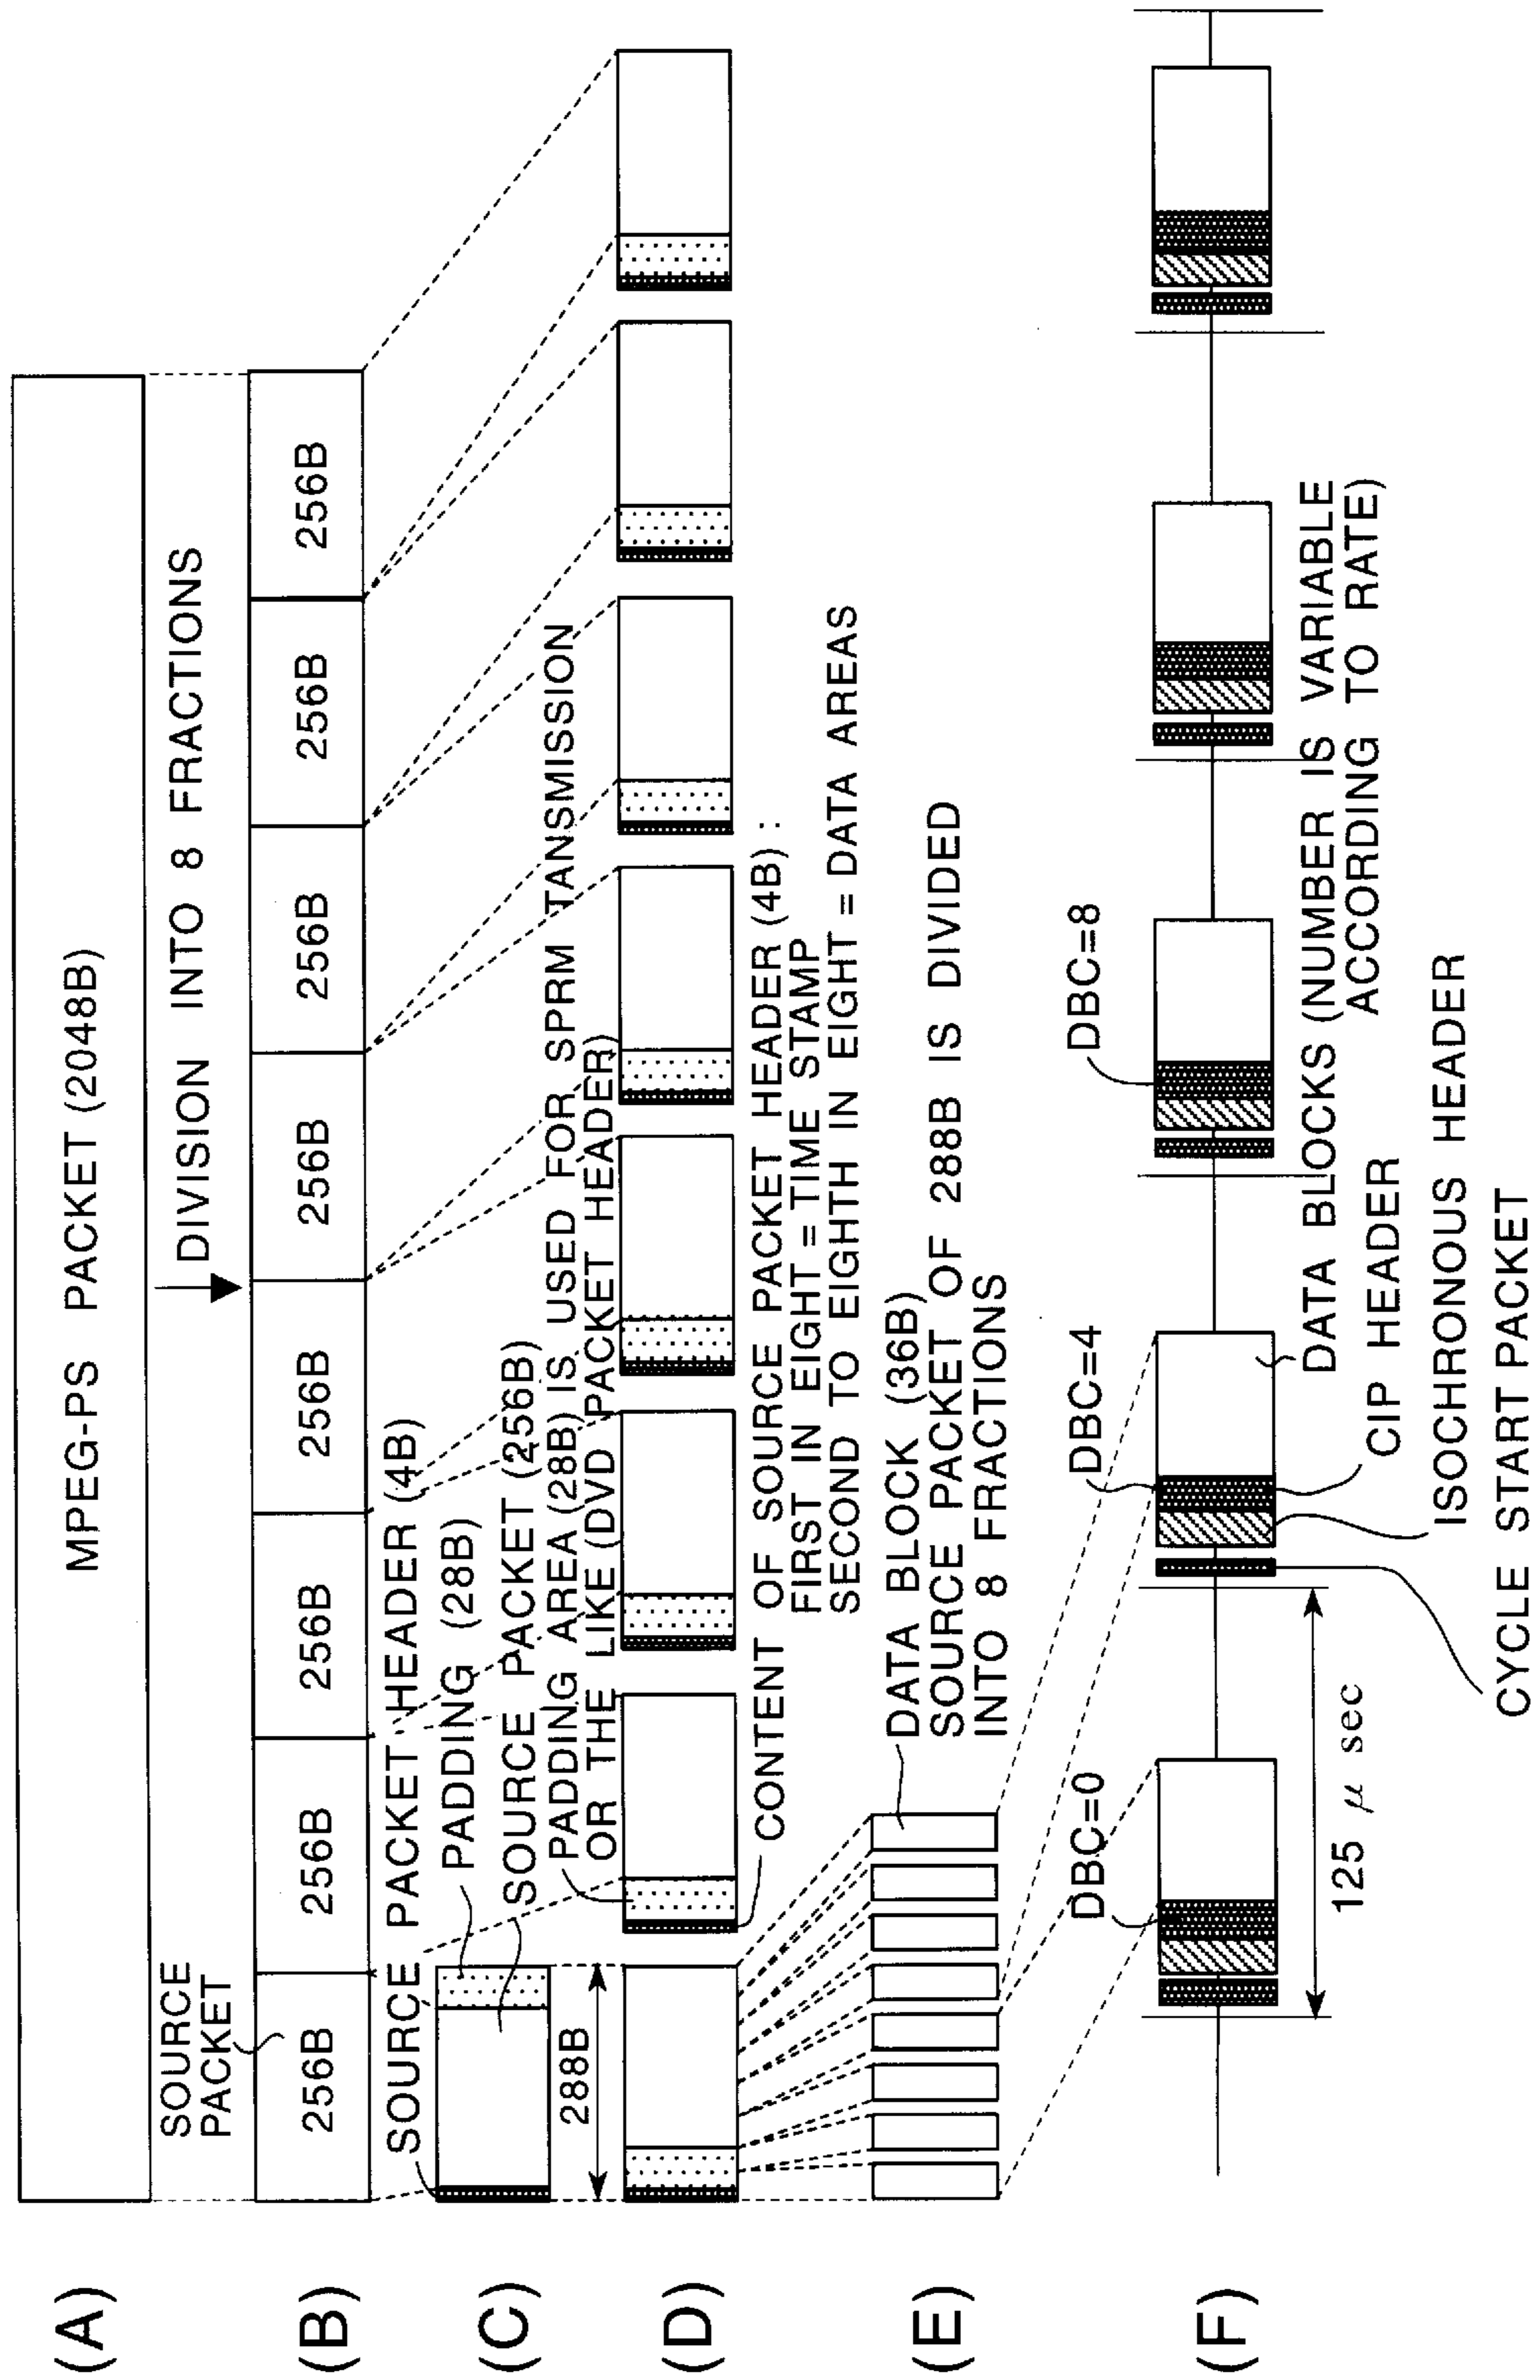 (A)
MPEG-PS PACKET (2048B)
DIVISION INTO 8 FRACTIONS
(B)
SOURCE
PACKET
256B
256B
256B
256B
256B
256B
256B
256B
SOURCE PACKET HEADER (4B)
(C)
PADDING (28B)
SOURCE PACKET (256B)
PADDING AREA (28B) IS USED FOR SPRM TANSMISSION
OR THE LIKE (DVD PACKET HEADER)
288B
(D)
CONTENT OF SOURCE PACKET HEADER (4B) :
FIRST IN EIGHT = TIME STAMP
SECOND TO EIGHTH IN EIGHT = DATA AREAS
(E)
DATA BLOCK (36B)
SOURCE PACKET OF 288B IS DIVIDED
INTO 8 FRACTIONS
(F)
DBC=0
DBC=4
DBC=8
125 μ sec
DATA BLOCKS (NUMBER IS VARIABLE
ACCORDING TO RATE)
CIP HEADER
ISOCHRONOUS HEADER
CYCLE START PACKET